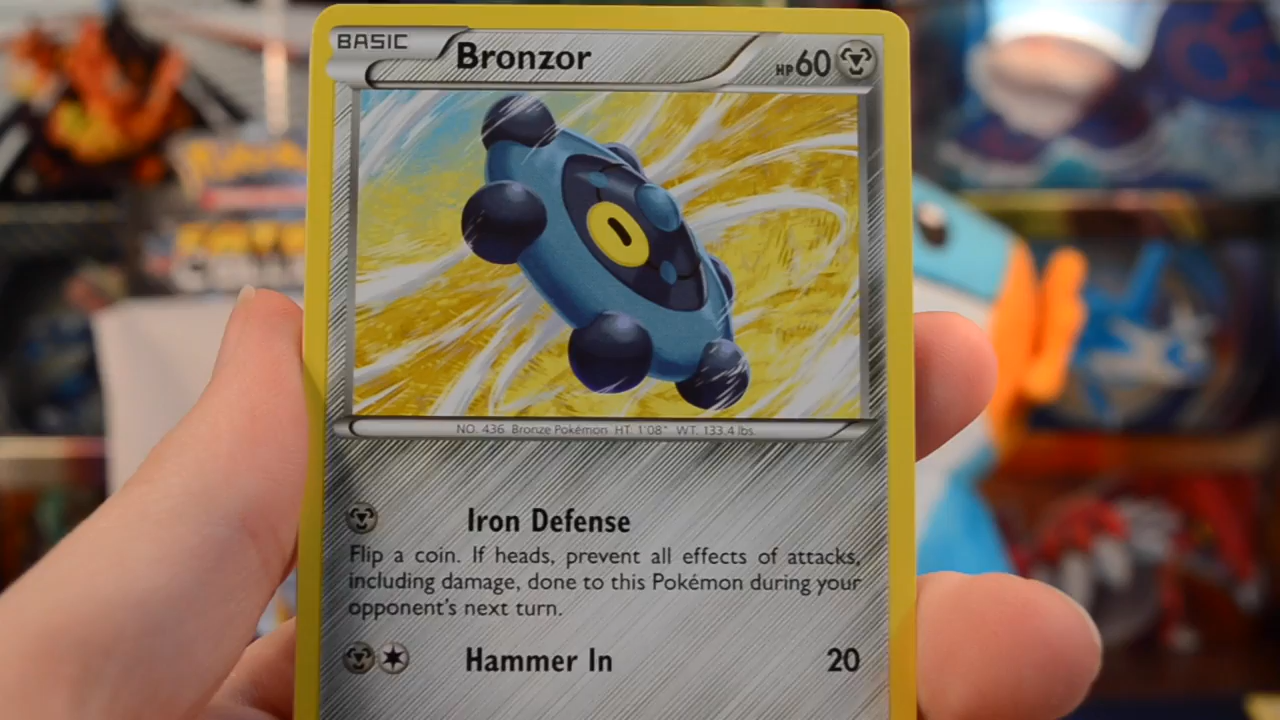 BASIC Bronzor HP60
NO. 436 Bronze Pokémon HT: 1'08" WT: 133.4 lbs.
Iron Defense
Flip a coin. If heads, prevent all effects of attacks,
including damage, done to this Pokémon during your
opponent's next turn.
Hammer In 20